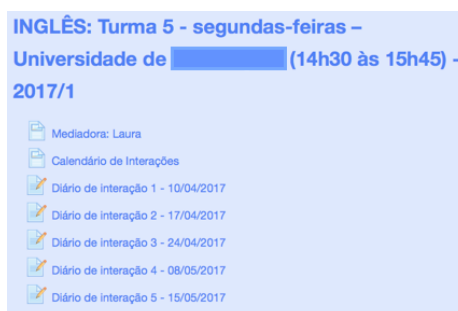 INGLÊS: Turma 5 - segundas-feiras –
Universidade de (14h30 às 15h45) -
2017/1
Mediadora: Laura
Calendário de Interações
Diário de interação 1 - 10/04/2017
Diário de interação 2 - 17/04/2017
Diário de interação 3 - 24/04/2017
Diário de interação 4 - 08/05/2017
Diário de interação 5 - 15/05/2017